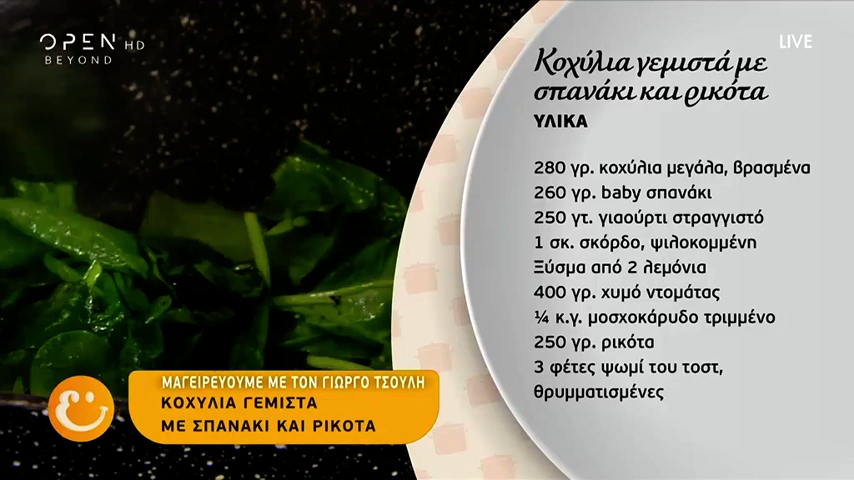 OPEN HD
BEYOND
LIVE
Κοχύλια γεμιστά με
σπανάκι και ρικότα
ΥΛΙΚΑ
280 γρ. κοχύλια μεγάλα, βρασμένα
260 γρ. baby σπανάκι
250 γτ. γιαούρτι στραγγιστό
1 σκ. σκόρδο, ψιλοκομμένη
Ξύσμα από 2 λεμόνια
400 γρ. χυμό ντομάτας
¼ κ.γ. μοσχοκάρυδο τριμμένο
250 γρ. ρικότα
3 φέτες ψωμί του τοστ,
θρυμματισμένες
ΜΑΓΕΙΡΕΥΟΥΜΕ ΜΕ ΤΟΝ ΓΙΩΡΓΟ ΤΣΟΥΛΗ
ΚΟΧΥΛΙΑ ΓΕΜΙΣΤΑ
ΜΕ ΣΠΑΝΑΚΙ ΚΑΙ ΡΙΚΟΤΑ